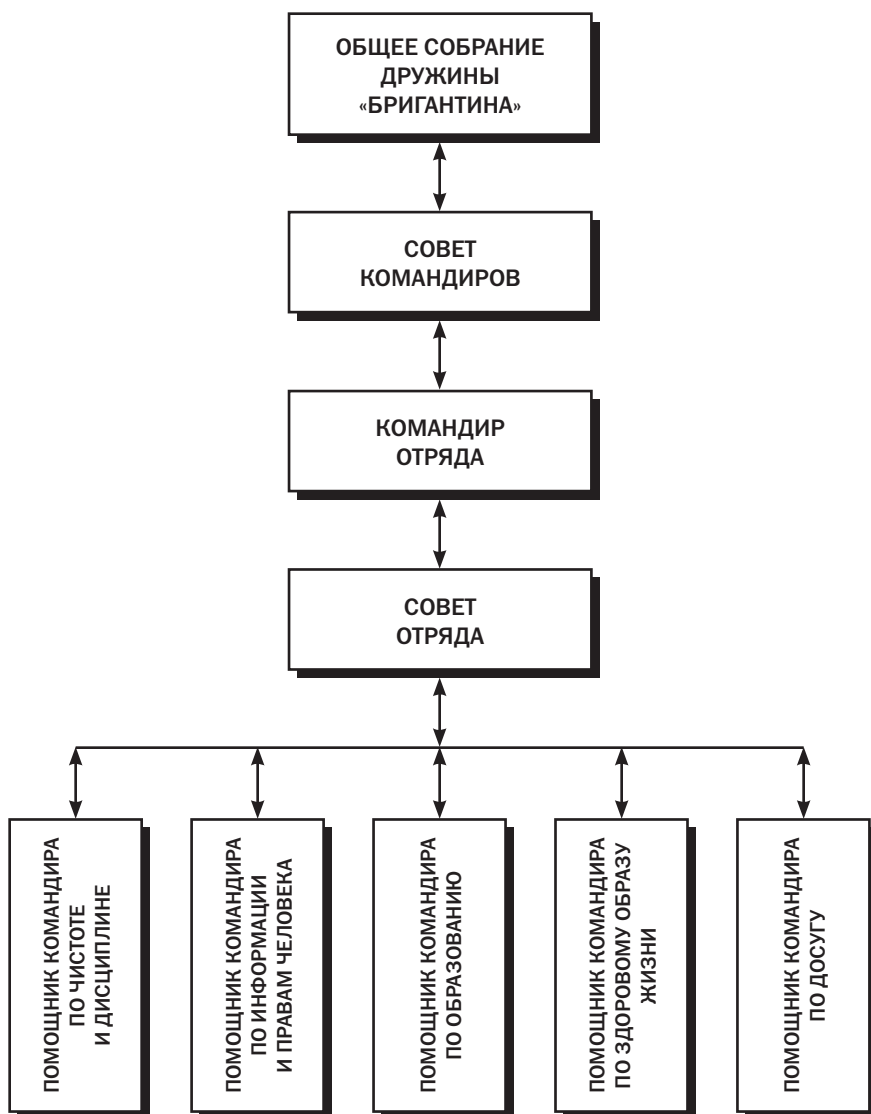 ОБЩЕЕ СОБРАНИЕ
ДРУЖИНЫ
«БРИГАНТИНА»
СОВЕТ
КОМАНДИРОВ
КОМАНДИР
ОТРЯДА
СОВЕТ
ОТРЯДА
ПОМОЩНИК КОМАНДИРА
ПО ЧИСТОТЕ
И ДИСЦИПЛИНЕ
ПОМОЩНИК КОМАНДИРА
ПО ИНФОРМАЦИИ
И ПРАВАМ ЧЕЛОВЕКА
ПОМОЩНИК КОМАНДИРА
ПО ОБРАЗОВАНИЮ
ПОМОЩНИК КОМАНДИРА
ПО ЗДОРОВОМУ ОБРАЗУ
ЖИЗНИ
ПОМОЩНИК КОМАНДИРА
ПО ДОСУГУ